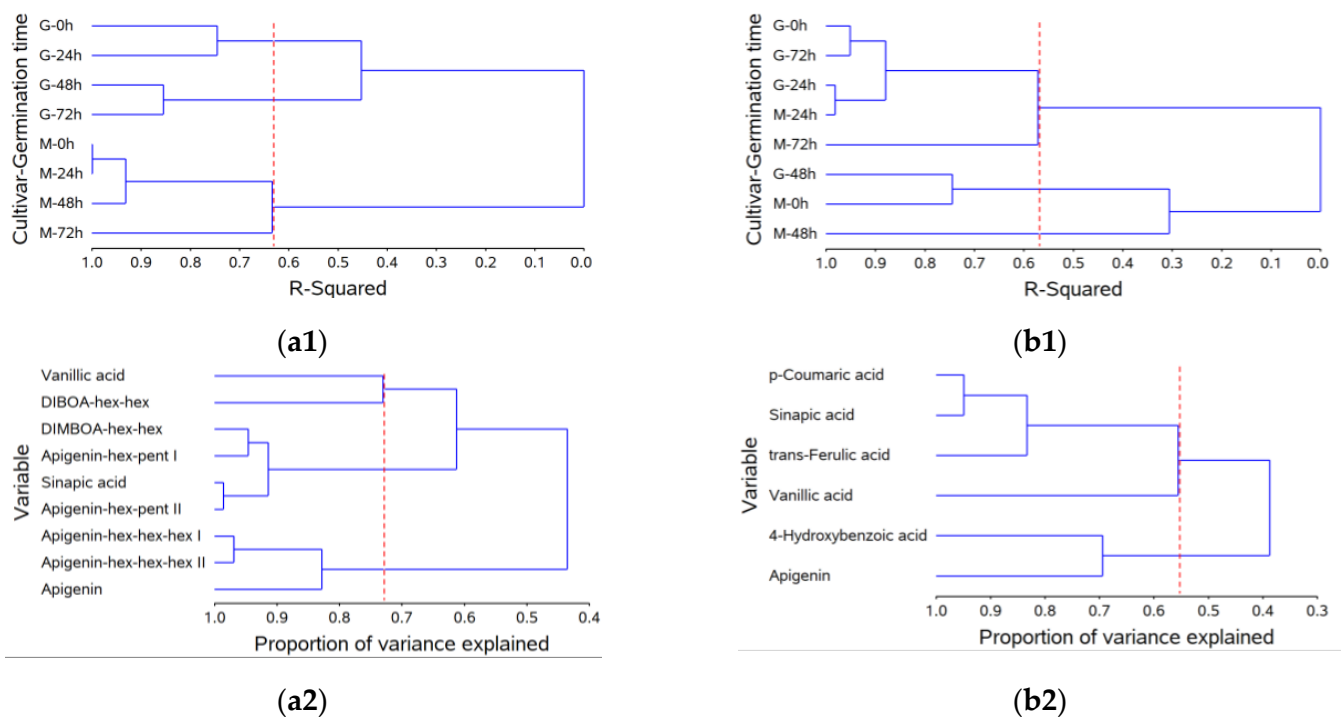 Cultivar-Germination time
G-0h
G-24h
G-48h
G-72h
M-0h
M-24h
M-48h
M-72h
1.0 0.9 0.8 0.7 0.6 0.5 0.4 0.3 0.2 0.1 0.0
R-Squared
(a1)
Cultivar-Germination time
G-0h
G-72h
G-24h
M-24h
M-72h
G-48h
M-0h
M-48h
1.0 0.9 0.8 0.7 0.6 0.5 0.4 0.3 0.2 0.1 0.0
R-Squared
(b1)
Variable
Vanillic acid
DIBOA-hex-hex
DIMBOA-hex-hex
Apigenin-hex-pent I
Sinapic acid
Apigenin-hex-pent II
Apigenin-hex-hex-hex I
Apigenin-hex-hex-hex II
Apigenin
1.0 0.9 0.8 0.7 0.6 0.5 0.4
Proportion of variance explained
(a2)
Variable
p-Coumaric acid
Sinapic acid
trans-Ferulic acid
Vanillic acid
4-Hydroxybenzoic acid
Apigenin
1.0 0.9 0.8 0.7 0.6 0.5 0.4 0.3
Proportion of variance explained
(b2)